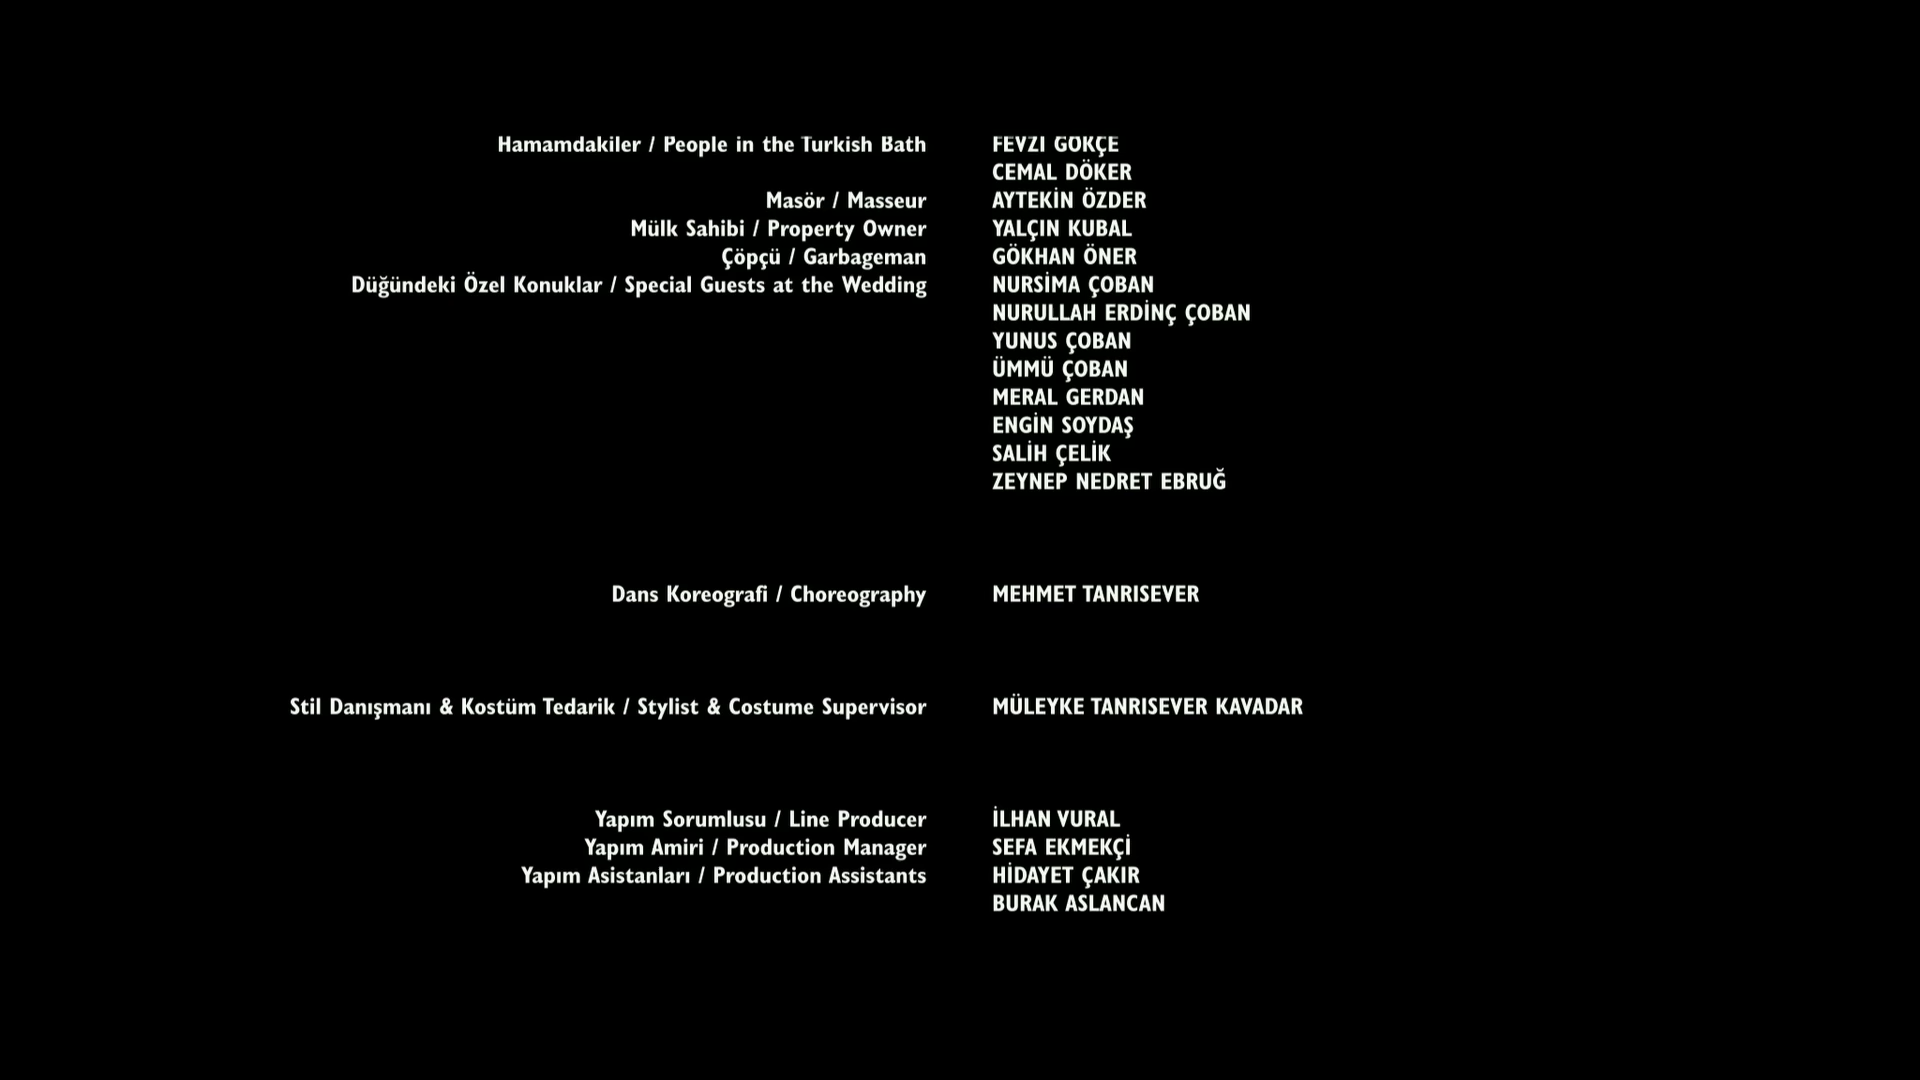 Hamamdakiler / People in the Turkish Bath FEVZİ GÖKÇE
CEMAL DÖKER
Masör / Masseur AYTEKİN ÖZDER
Mülk Sahibi / Property Owner YALÇIN KUBAL
Çöpçü / Garbageman GÖKHAN ÖNER
Düğündeki Özel Konuklar / Special Guests at the Wedding NURSİMA ÇOBAN
NURULLAH ERDİNÇ ÇOBAN
YUNUS ÇOBAN
ÜMMÜ ÇOBAN
MERAL GERDAN
ENGİN SOYDAŞ
SALİH ÇELİK
ZEYNEP NEDRET EBRUĞ
Dans Koreografi / Choreography MEHMET TANRISEVER
Stil Danışmanı & Kostüm Tedarik / Stylist & Costume Supervisor MÜLEYKE TANRISEVER KAVADAR
Yapım Sorumlusu / Line Producer İLHAN VURAL
Yapım Amiri / Production Manager SEFA EKMEKÇİ
Yapım Asistanları / Production Assistants HİDAYET ÇAKIR
BURAK ASLANCAN